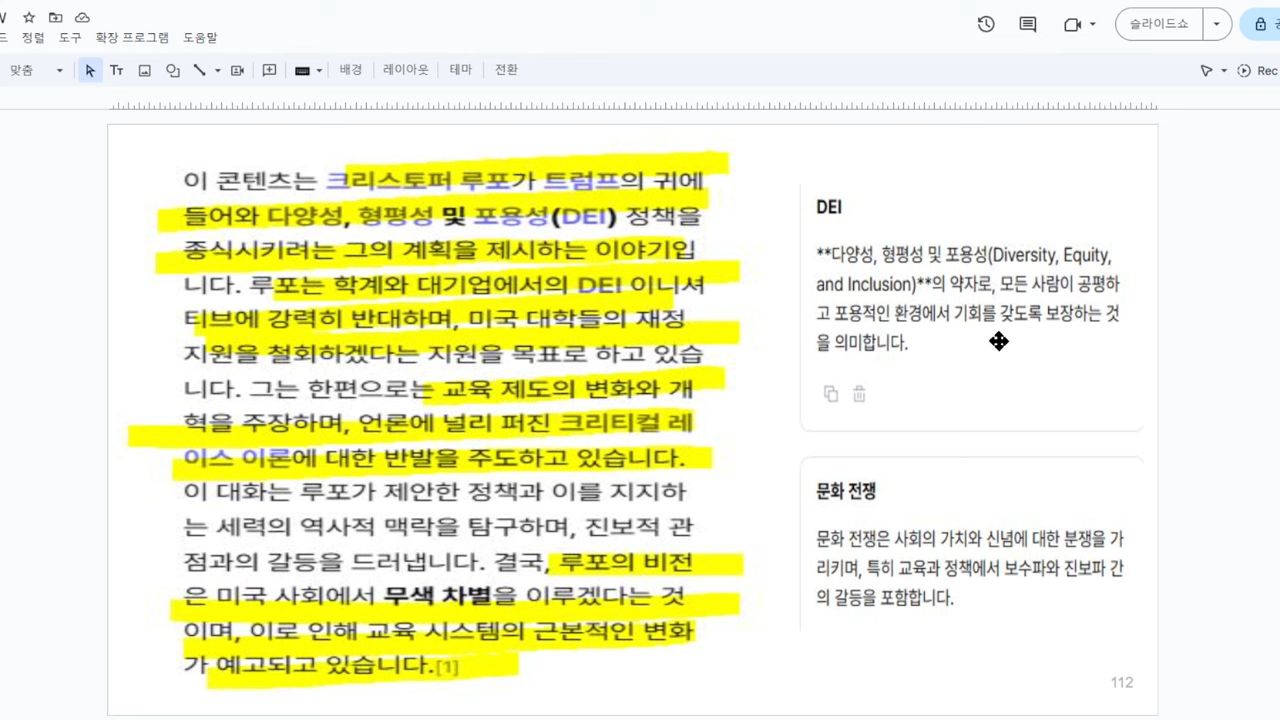 정렬 도구 확장 프로그램 도움말
슬라이드쇼
맞춤
배경 레이아웃 테마 전환
Rec
이 콘텐츠는 크리스토퍼 루포가 트럼프의 귀에
들어와 다양성, 형평성 및 포용성(DEI) 정책을
종식시키려는 그의 계획을 제시하는 이야기입
니다. 루포는 학계와 대기업에서의 DEI 이니셔
티브에 강력히 반대하며, 미국 대학들의 재정
지원을 철회하겠다는 지원을 목표로 하고 있습
니다. 그는 한편으로는 교육 제도의 변화와 개
혁을 주장하며, 언론에 널리 퍼진 크리티컬 레
이스 이론에 대한 반발을 주도하고 있습니다.
이 대화는 루포가 제안한 정책과 이를 지지하
는 세력의 역사적 맥락을 탐구하며, 진보적 관
점과의 갈등을 드러냅니다. 결국, 루포의 비전
은 미국 사회에서 무색 차별을 이루겠다는 것
이며, 이로 인해 교육 시스템의 근본적인 변화
가 예고되고 있습니다.[1]
DEI
**다양성, 형평성 및 포용성(Diversity, Equity,
and Inclusion)**의 약자로, 모든 사람이 공평하
고 포용적인 환경에서 기회를 갖도록 보장하는 것
을 의미합니다.
문화 전쟁
문화 전쟁은 사회의 가치와 신념에 대한 분쟁을 가
리키며, 특히 교육과 정책에서 보수파와 진보파 간
의 갈등을 포함합니다.
112